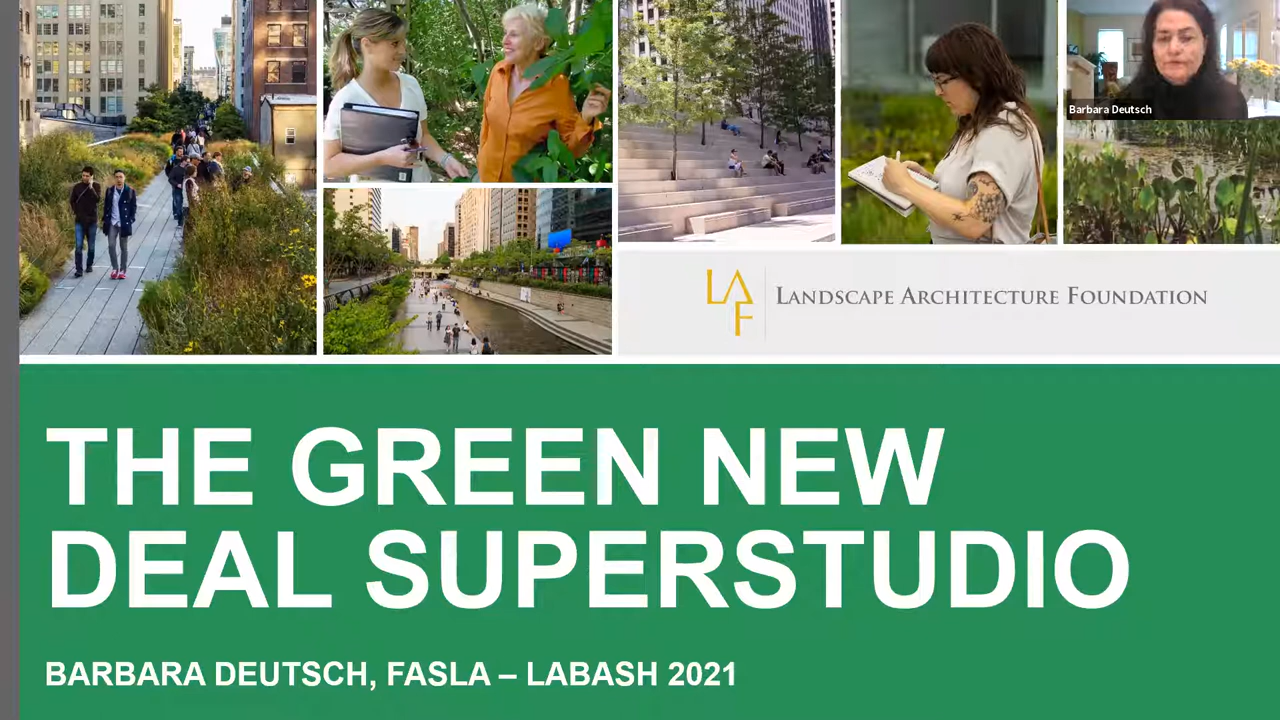 Barbara Deutsch
LAF
LANDSCAPE ARCHITECTURE FOUNDATION
THE GREEN NEW
DEAL SUPERSTUDIO
BARBARA DEUTSCH, FASLA – LABASH 2021